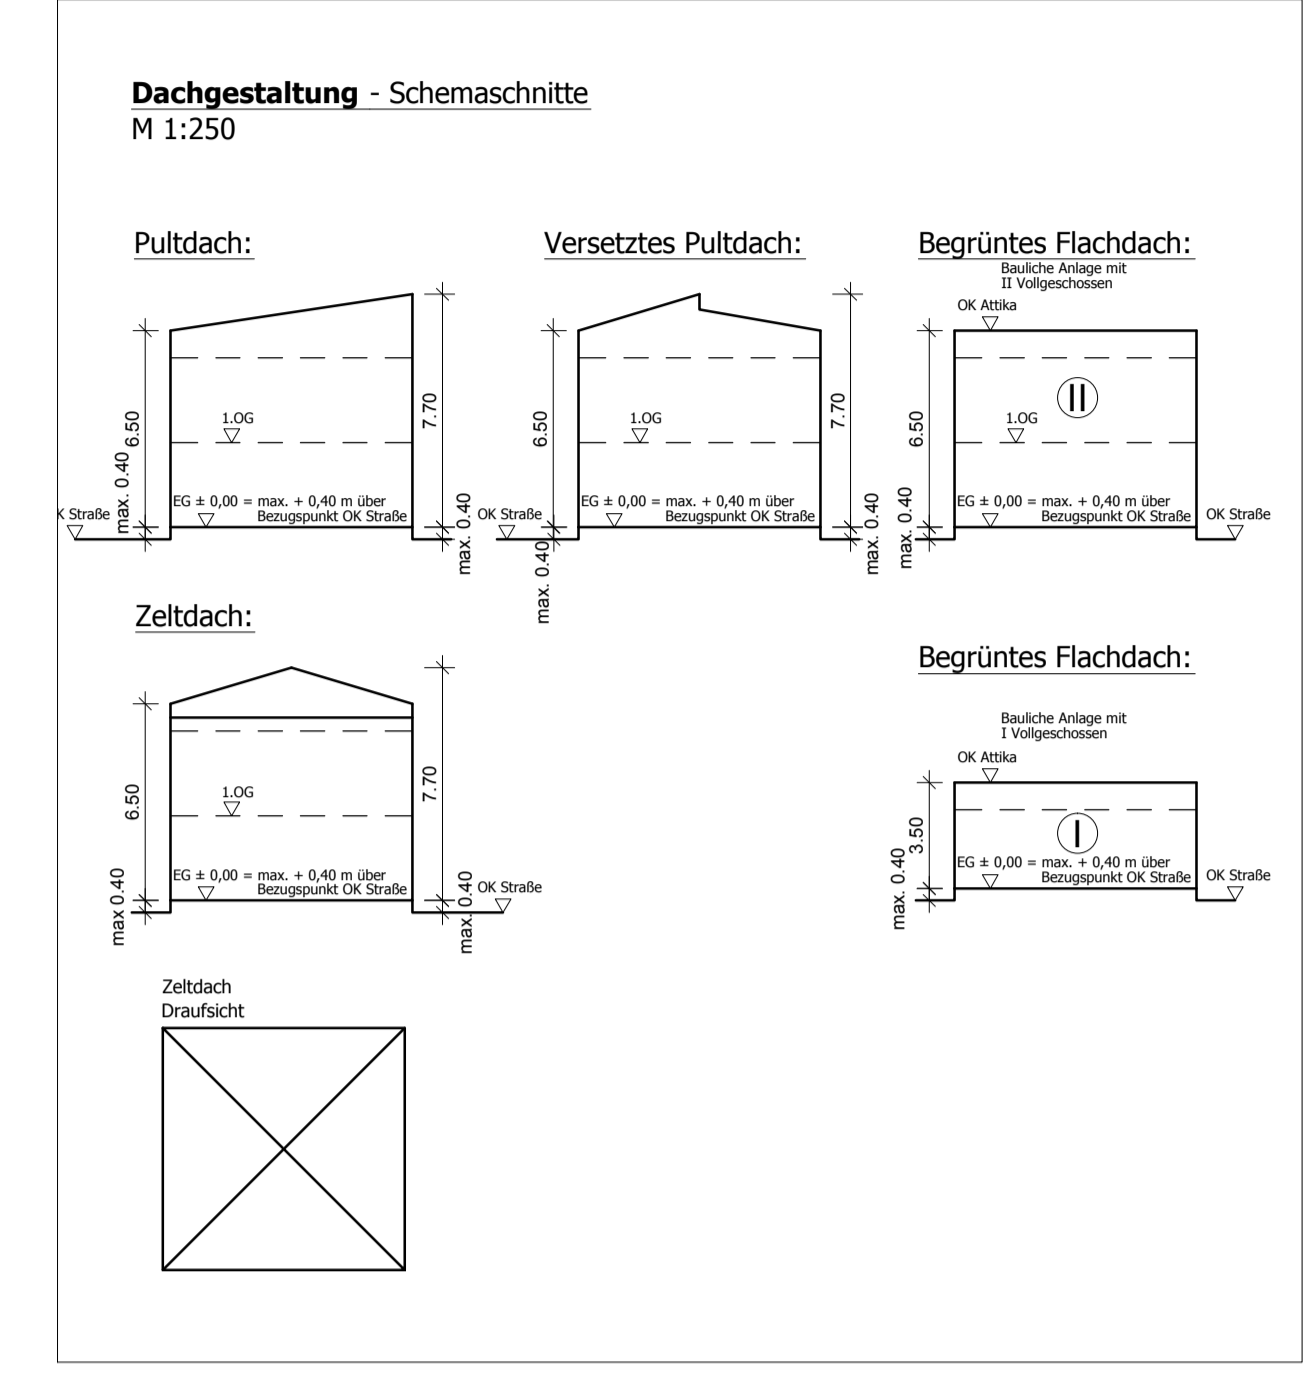 Dachgestaltung - Schemaschnitte
M 1:250
Pultdach:
6.50
max. 0.40
7.70
max. 0.40
1.OG
EG ± 0,00 = max. + 0,40 m über
Bezugspunkt OK Straße
K Straße
Versetztes Pultdach:
6.50
max. 0.40
7.70
max. 0.40
1.OG
EG ± 0,00 = max. + 0,40 m über
Bezugspunkt OK Straße
OK Straße
Begrüntes Flachdach:
Bauliche Anlage mit
II Vollgeschossen
OK Attika
II
6.50
max. 0.40
1.OG
EG ± 0,00 = max. + 0,40 m über
Bezugspunkt OK Straße
OK Straße
Zeltdach:
6.50
max 0.40
7.70
max. 0.40
1.OG
EG ± 0,00 = max. + 0,40 m über
Bezugspunkt OK Straße
OK Straße
Begrüntes Flachdach:
Bauliche Anlage mit
I Vollgeschossen
OK Attika
I
3.50
max. 0.40
EG ± 0,00 = max. + 0,40 m über
Bezugspunkt OK Straße
OK Straße
Zeltdach
Draufsicht